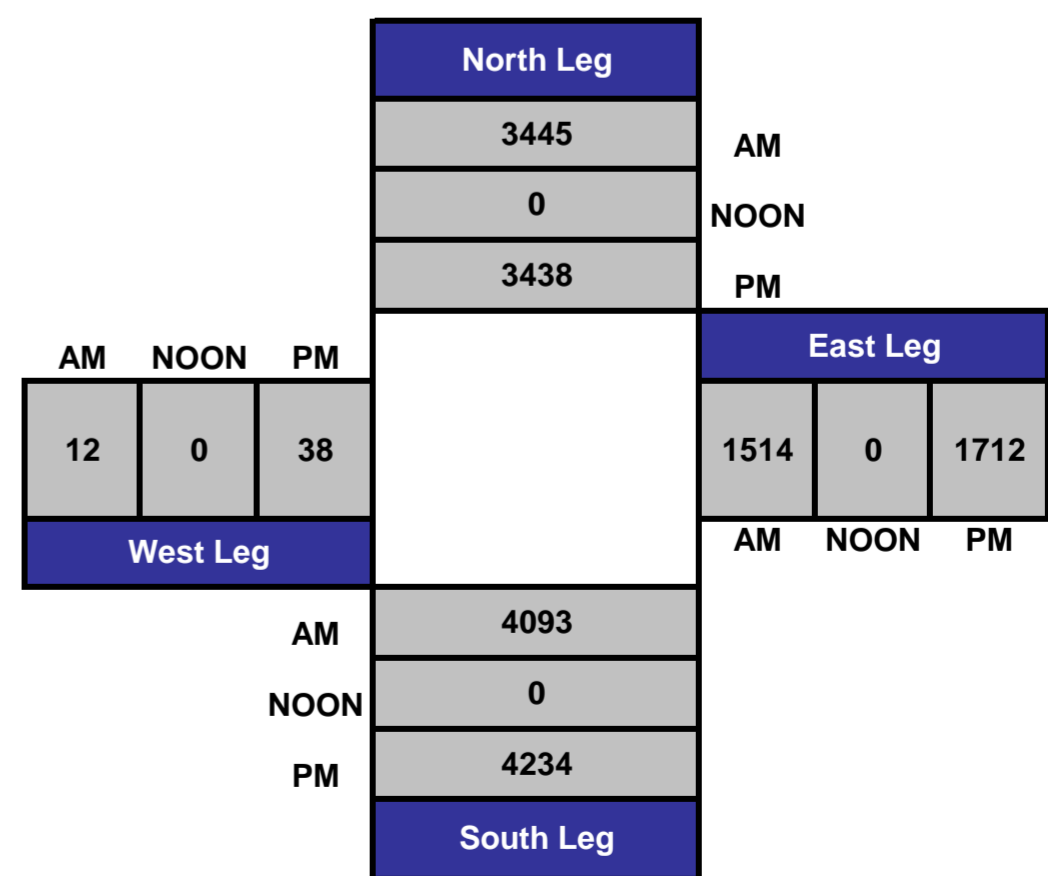 North Leg
3445 AM
0 NOON
3438 PM
East Leg
AM NOON PM
12 0 38
1514 0 1712
West Leg
AM NOON PM
AM 4093
NOON 0
PM 4234
South Leg